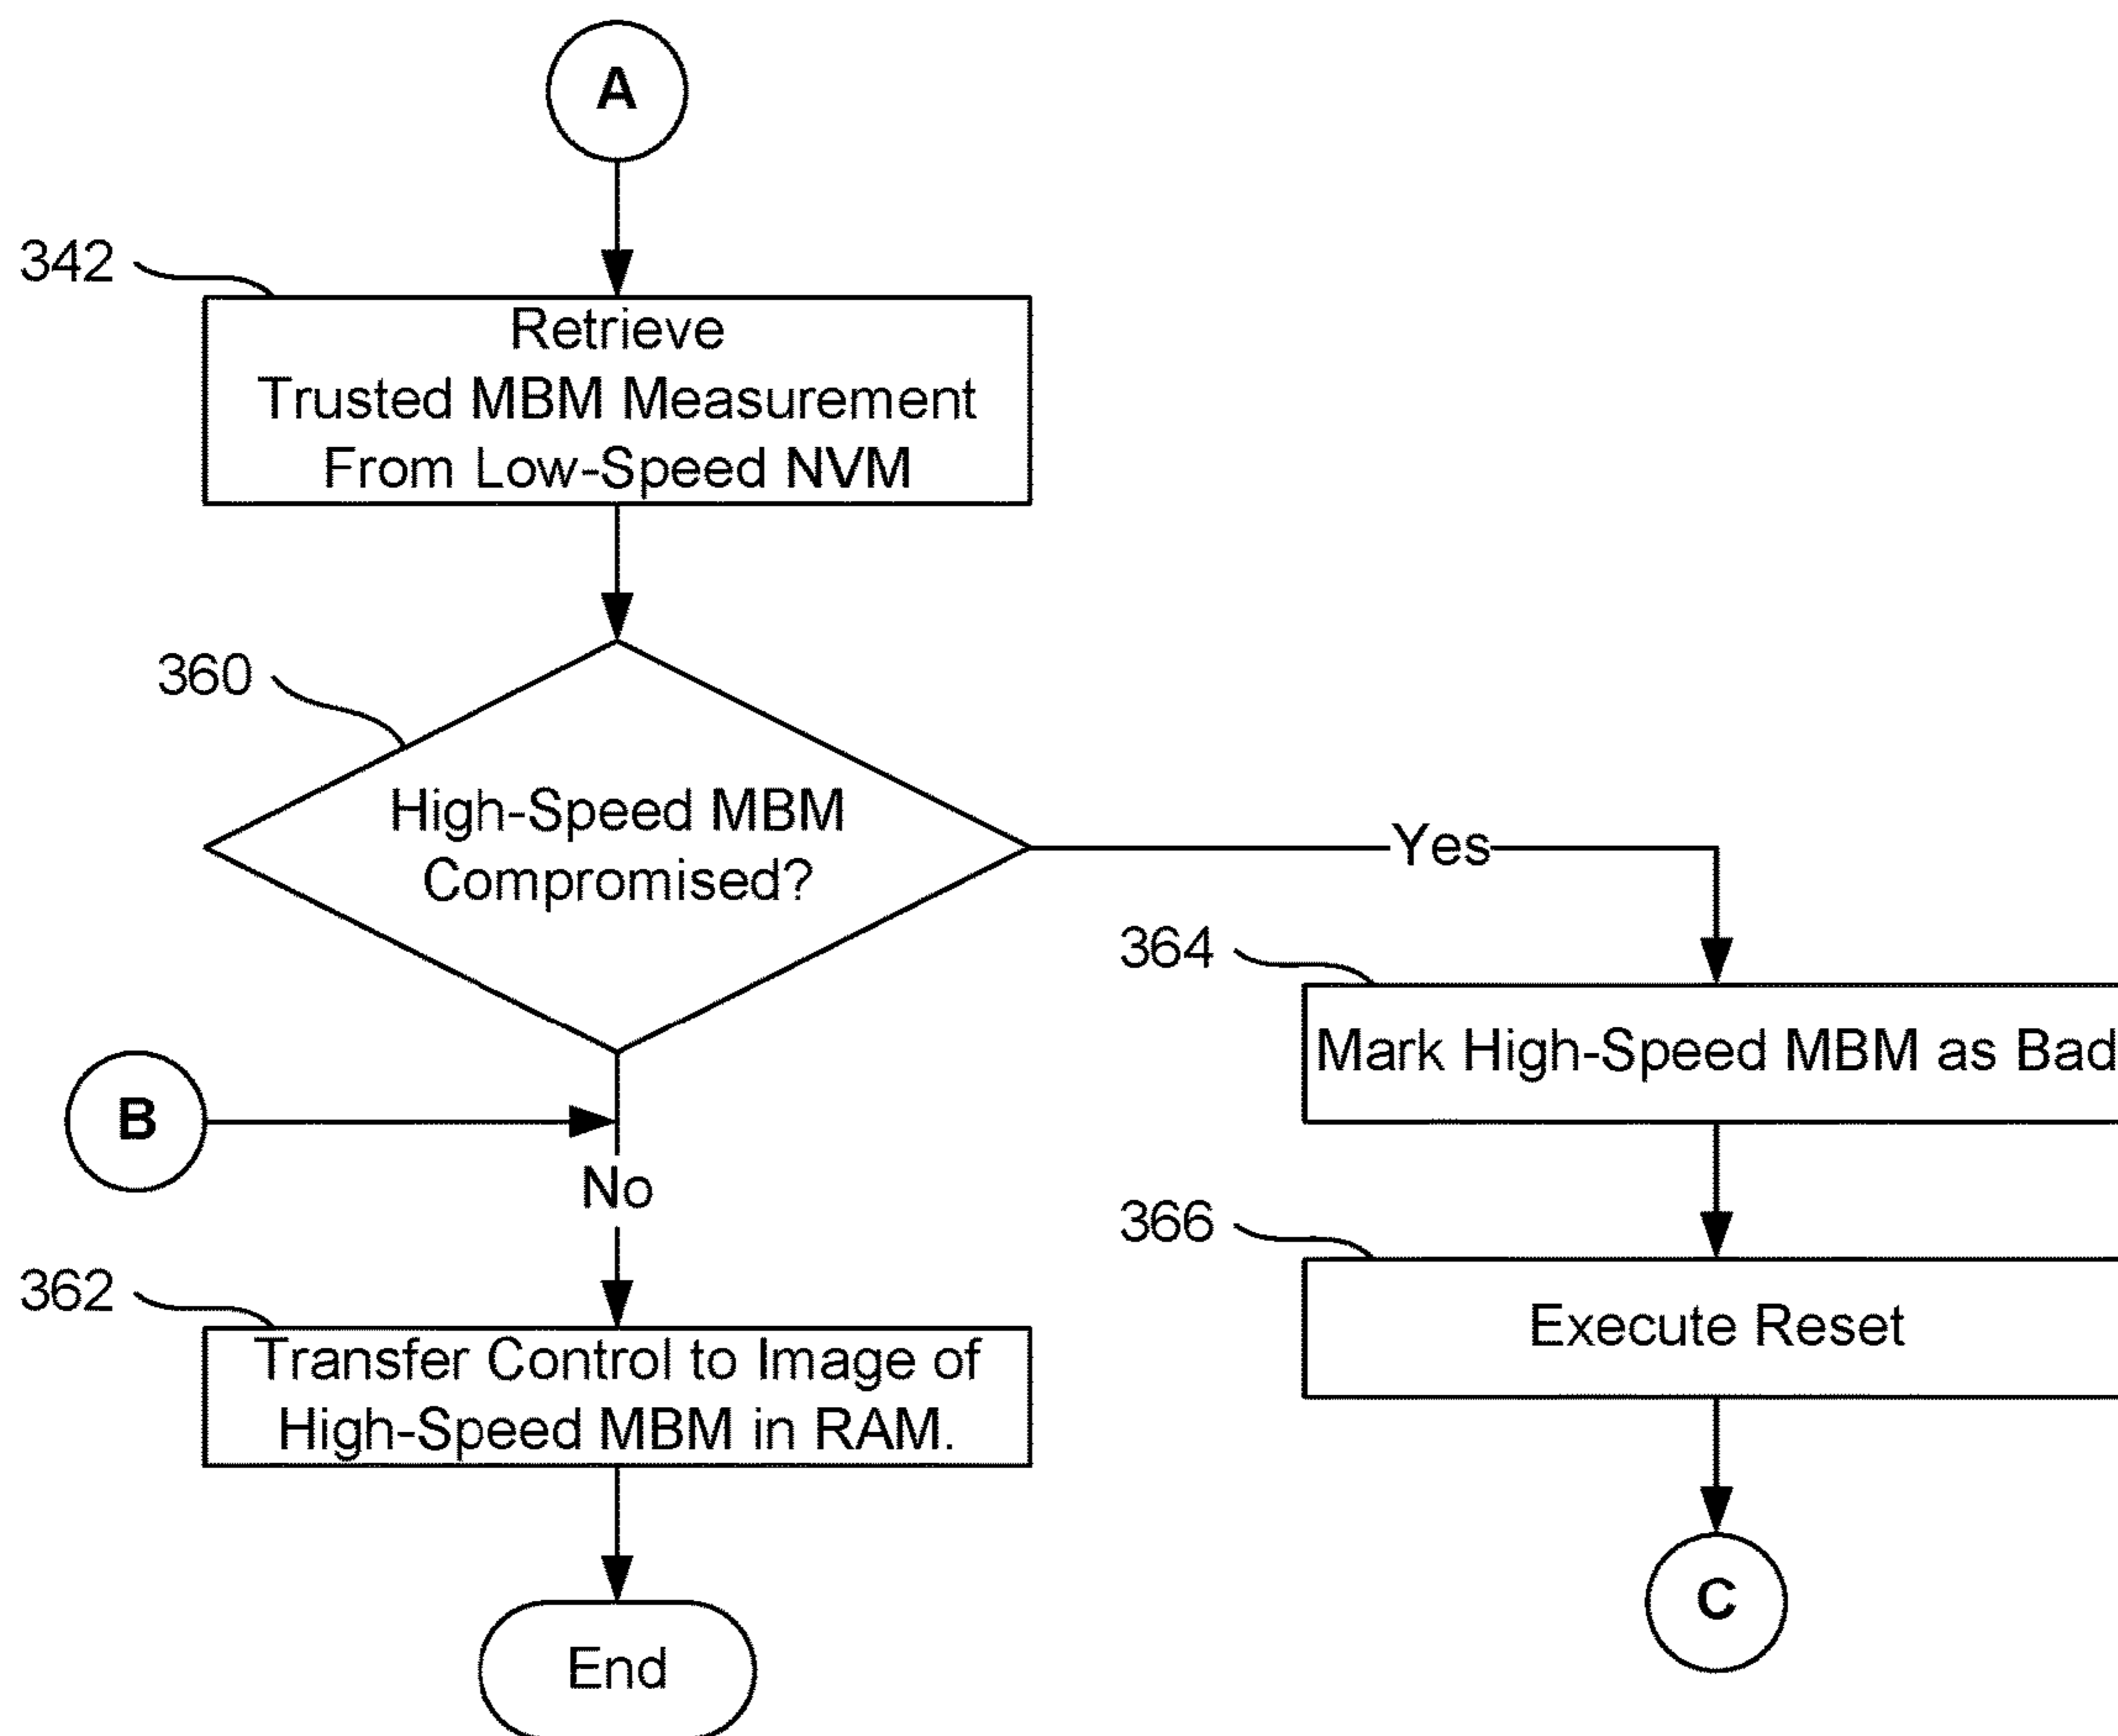 A
342
Retrieve
Trusted MBM Measurement
From Low-Speed NVM
360
High-Speed MBM
Compromised?
Yes
364
Mark High-Speed MBM as Bad
B
No
366
Execute Reset
362
Transfer Control to Image of
High-Speed MBM in RAM.
C
End